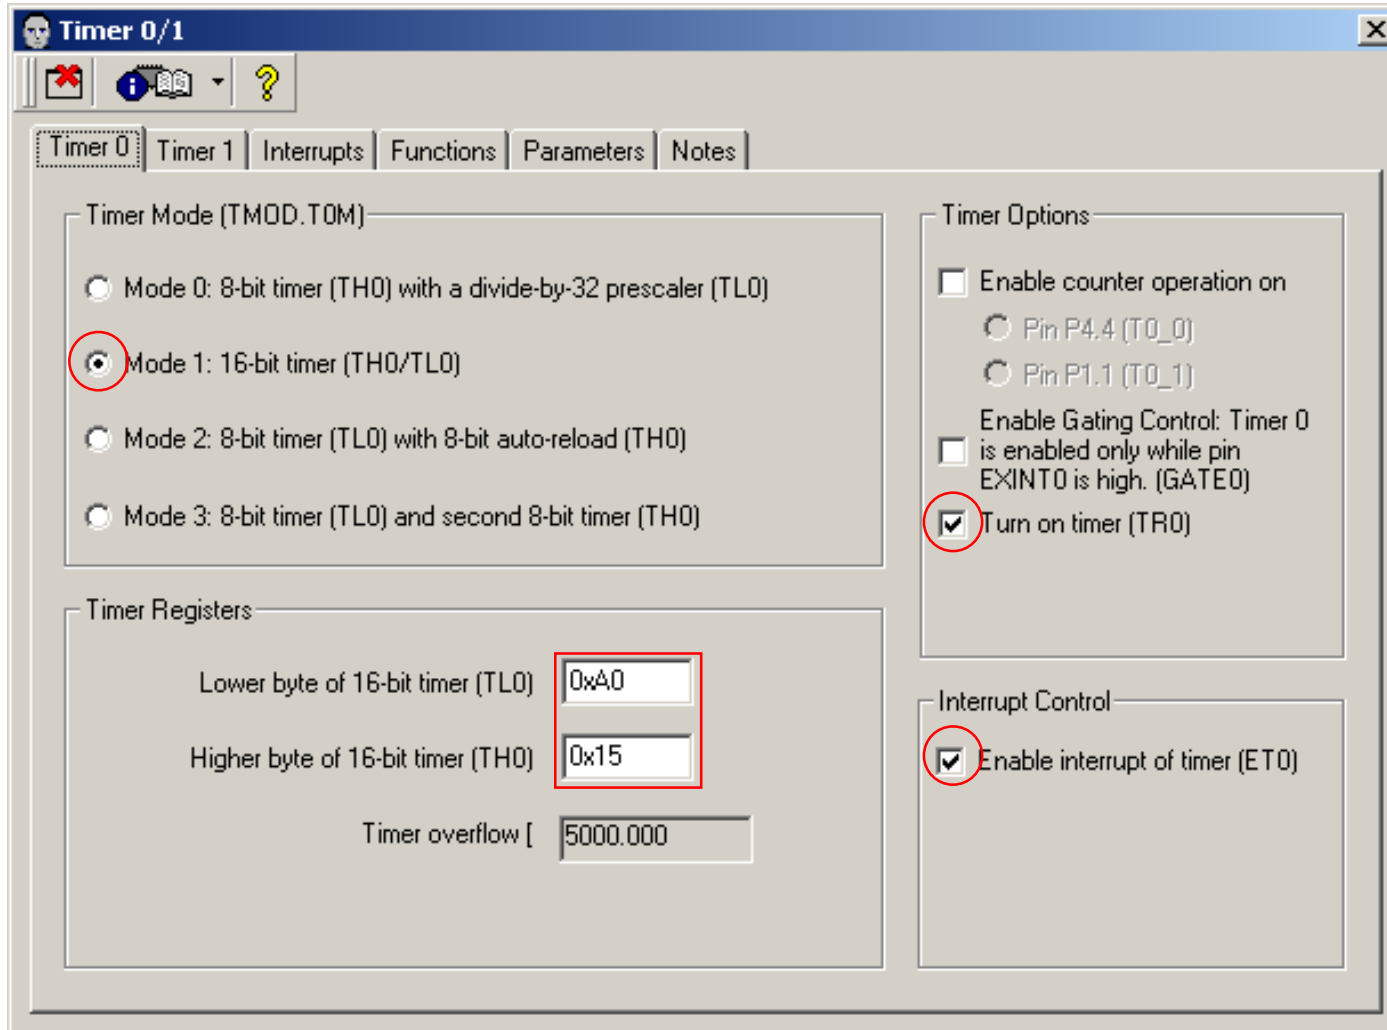 Timer 0/1
Timer 0
Timer 1
Interrupts
Functions
Parameters
Notes
Timer Mode (TMOD.T0M)
Mode 0: 8-bit timer (TH0) with a divide-by-32 prescaler (TL0)
Mode 1: 16-bit timer (TH0/TL0)
Mode 2: 8-bit timer (TL0) with 8-bit auto-reload (TH0)
Mode 3: 8-bit timer (TL0) and second 8-bit timer (TH0)
Timer Registers
Lower byte of 16-bit timer (TL0)
0xA0
Higher byte of 16-bit timer (TH0)
0x15
Timer overflow [
5000.000
Timer Options
Enable counter operation on
Pin P4.4 (T0_0)
Pin P1.1 (T0_1)
Enable Gating Control: Timer 0
is enabled only while pin
EXINT0 is high. (GATE0)
Turn on timer (TR0)
Interrupt Control
Enable interrupt of timer (ET0)